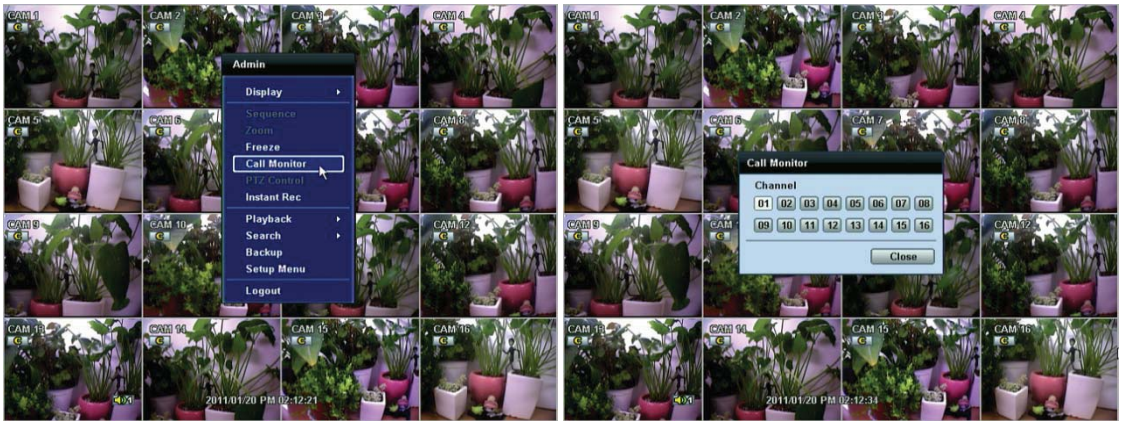 CAM 1
CAM 2
CAM 3
CAM 4
Admin
Display
Sequence
Zoom
Freeze
Call Monitor
PTZ Control
Instant Rec
Playback
Search
Backup
Setup Menu
Logout
CAM 5
CAM 6
CAM 8
CAM 9
CAM 10
CAM 12
CAM 13
CAM 14
CAM 15
CAM 16
2011/01/20 PM 02:12:21
CAM 1
CAM 2
CAM 3
CAM 4
CAM 5
CAM 6
CAM 7
CAM 8
Call Monitor
Channel
01 02 03 04 05 06 07 08
09 10 11 12 13 14 15 16
Close
CAM 9
CAM
CAM 12
CAM 13
CAM 14
CAM 15
CAM 16
2011/01/20 PM 02:12:34